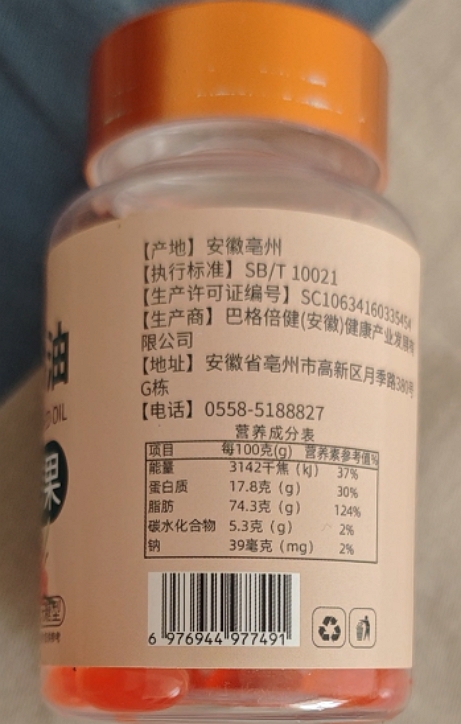 【产地】安徽亳州
【执行标准】SB/T 10021
【生产许可证编号】SC10634160335454
【生产商】巴格倍健(安徽)健康产业发展有
限公司
【地址】安徽省亳州市高新区月季路380号
G栋
【电话】0558-5188827
营养成分表
项目 每100克(g) 营养素参考值%
能量 3142千焦（kJ） 37%
蛋白质 17.8克（g） 30%
脂肪 74.3克（g） 124%
碳水化合物 5.3克（g） 2%
钠 39毫克（mg） 2%
6 976944 977491
油
OIL
果